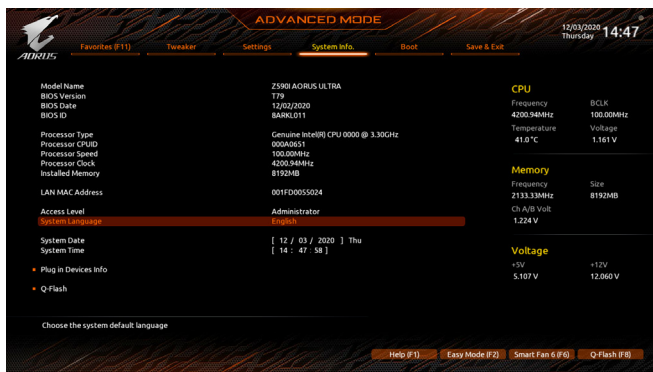 ADVANCED MODE
12/03/2020 Thursday 14:47
AORUS
Favorites (F11) Tweaker Settings System Info. Boot Save & Exit
Model Name Z590I AORUS ULTRA
BIOS Version T79
BIOS Date 12/02/2020
BIOS ID 8ARKL011
Processor Type Genuine Intel(R) CPU 0000 @ 3.30GHz
Processor CPUID 000A0651
Processor Speed 100.00MHz
Processor Clock 4200.94MHz
Installed Memory 8192MB
LAN MAC Address 001FD0055024
Access Level Administrator
System Language English
System Date [ 12 / 03 / 2020 ] Thu
System Time [ 14 : 47 : 58 ]
Plug in Devices Info
Q-Flash
Choose the system default language
CPU
Frequency BCLK
4200.94MHz 100.00MHz
Temperature Voltage
41.0 °C 1.161 V
Memory
Frequency Size
2133.33MHz 8192MB
Ch A/B Volt
1.224 V
Voltage
+5V +12V
5.107 V 12.060 V
Help (F1) Easy Mode (F2) Smart Fan 6 (F6) Q-Flash (F8)